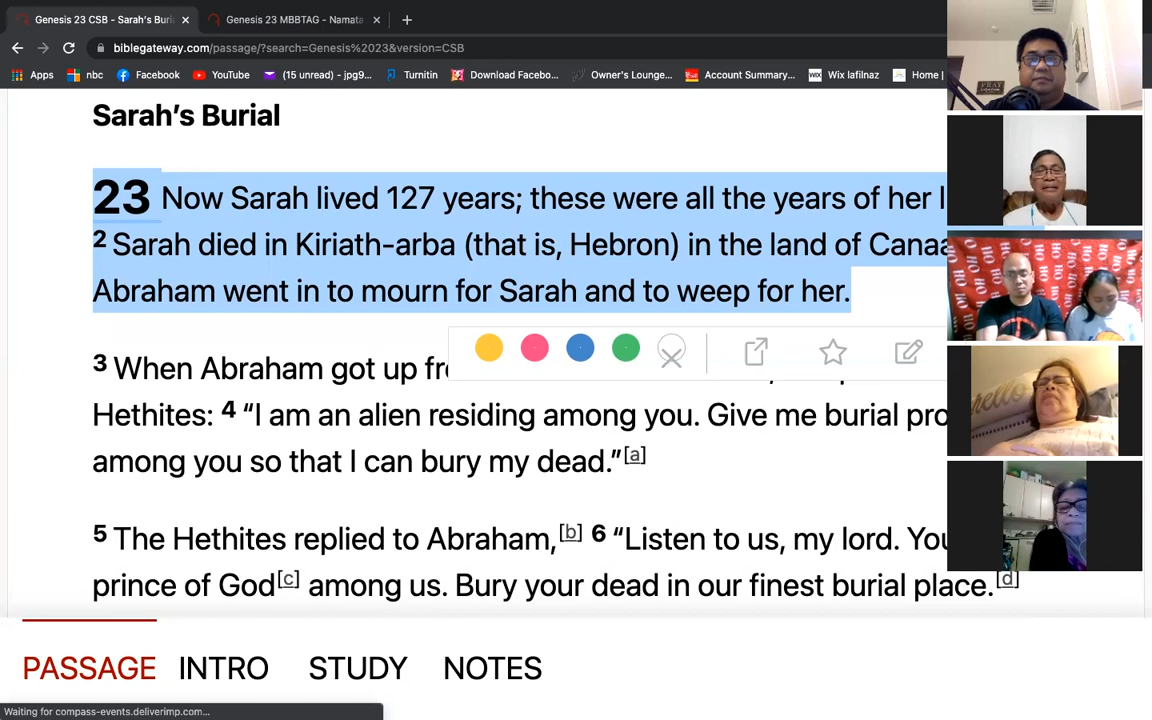 Genesis 23 CSB - Sarah's Buri
Genesis 23 MBBTAG - Namata
biblegateway.com/passage/?search=Genesis%2023&version=CSB
Apps nbc Facebook YouTube (15 unread) - jpg9... Turnitin Download Facebo... Owner's Lounge... Account Summary... WIX Wix lafilnaz Home |
Sarah's Burial
23 Now Sarah lived 127 years; these were all the years of her l
2 Sarah died in Kiriath-arba (that is, Hebron) in the land of Canaa
Abraham went in to mourn for Sarah and to weep for her.
3 When Abraham got up fr
Hethites: 4 “I am an alien residing among you. Give me burial pro
among you so that I can bury my dead.”[a]
5 The Hethites replied to Abraham,[b] 6 “Listen to us, my lord. You
prince of God[c] among us. Bury your dead in our finest burial place.[d]
PASSAGE INTRO STUDY NOTES
Waiting for compass-events.deliverimp.com...
PRAY
HO HO HO
hello